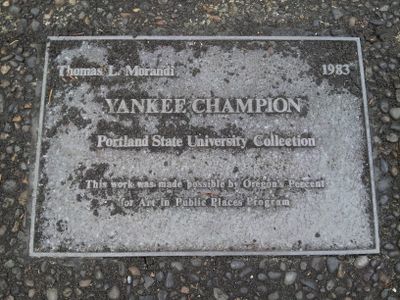 Thomas L. Morandi 1983
YANKEE CHAMPION
Portland State University Collection
This work was made possible by Oregon's Percent
for Art in Public Places Program